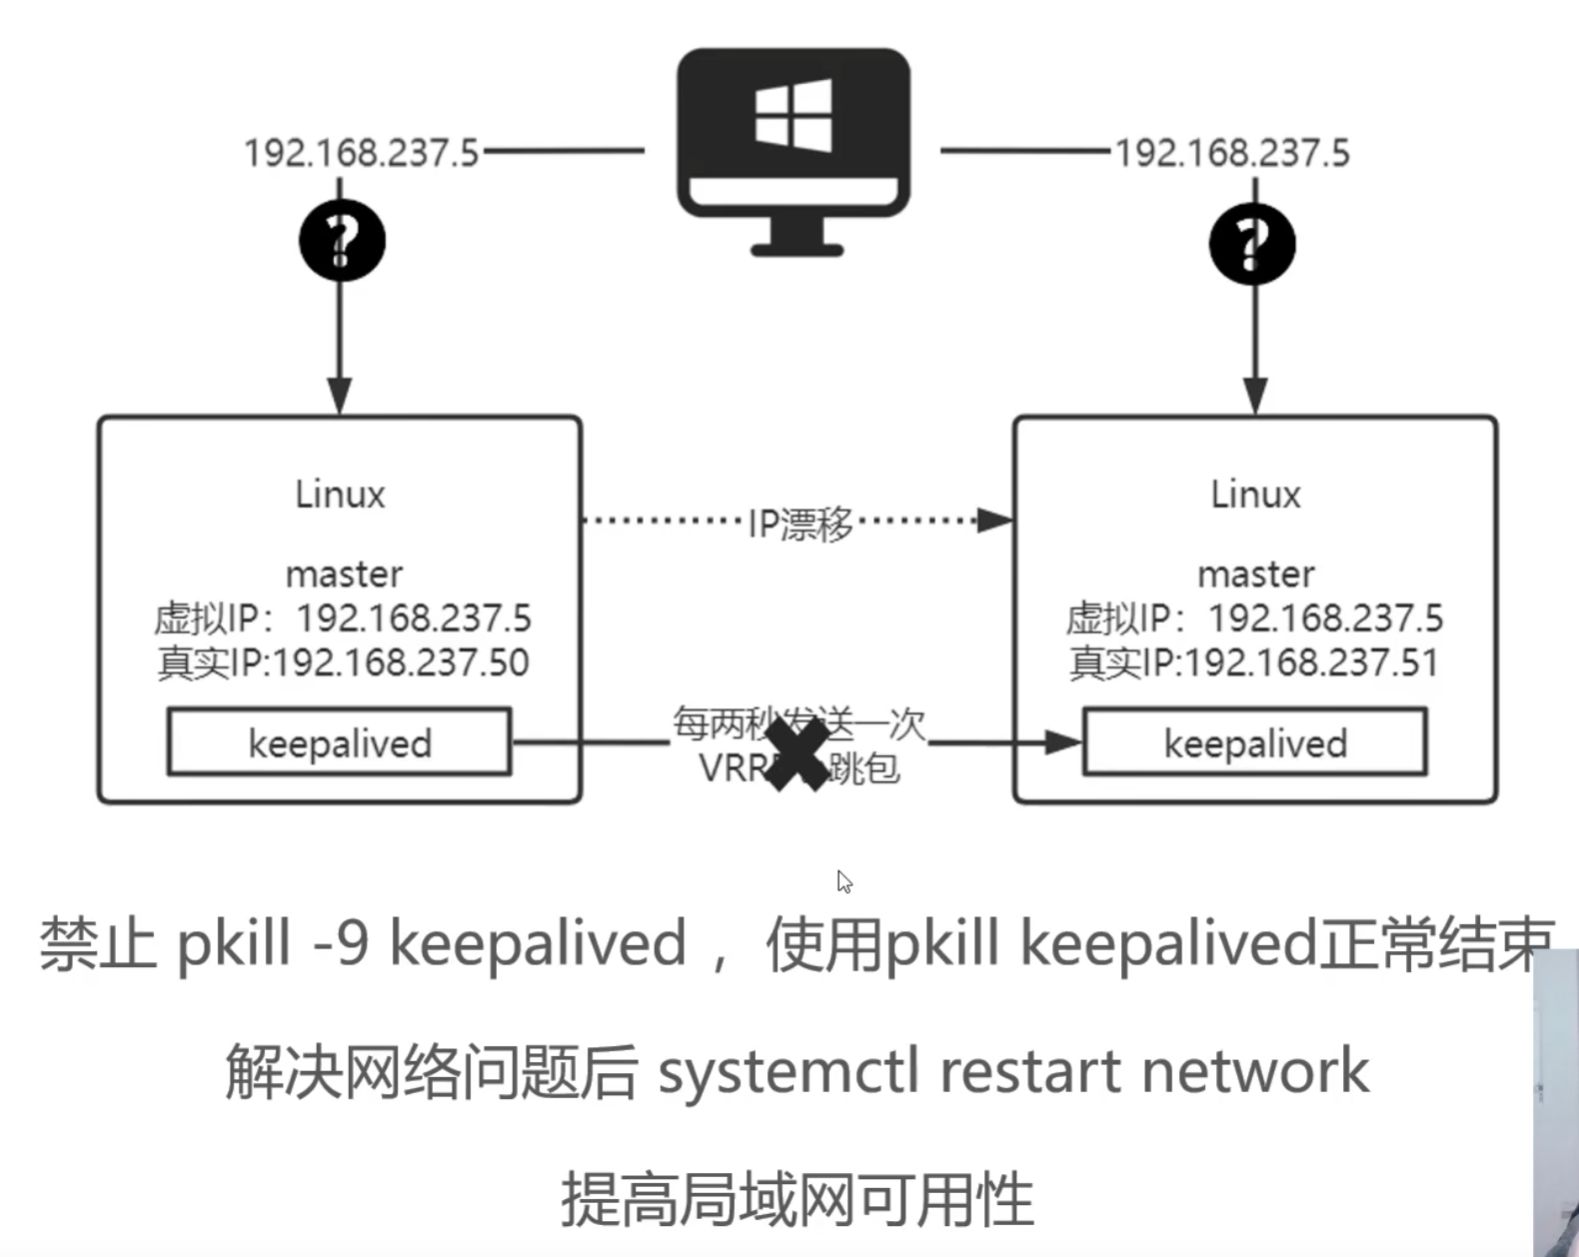 192.168.237.5
192.168.237.5
?
?
Linux
master
虚拟IP：192.168.237.5
真实IP:192.168.237.50
keepalived
IP漂移
每两秒发送一次
VRR 跳包
Linux
master
虚拟IP：192.168.237.5
真实IP:192.168.237.51
keepalived
禁止 pkill -9 keepalived ，使用pkill keepalived正常结束
解决网络问题后 systemctl restart network
提高局域网可用性